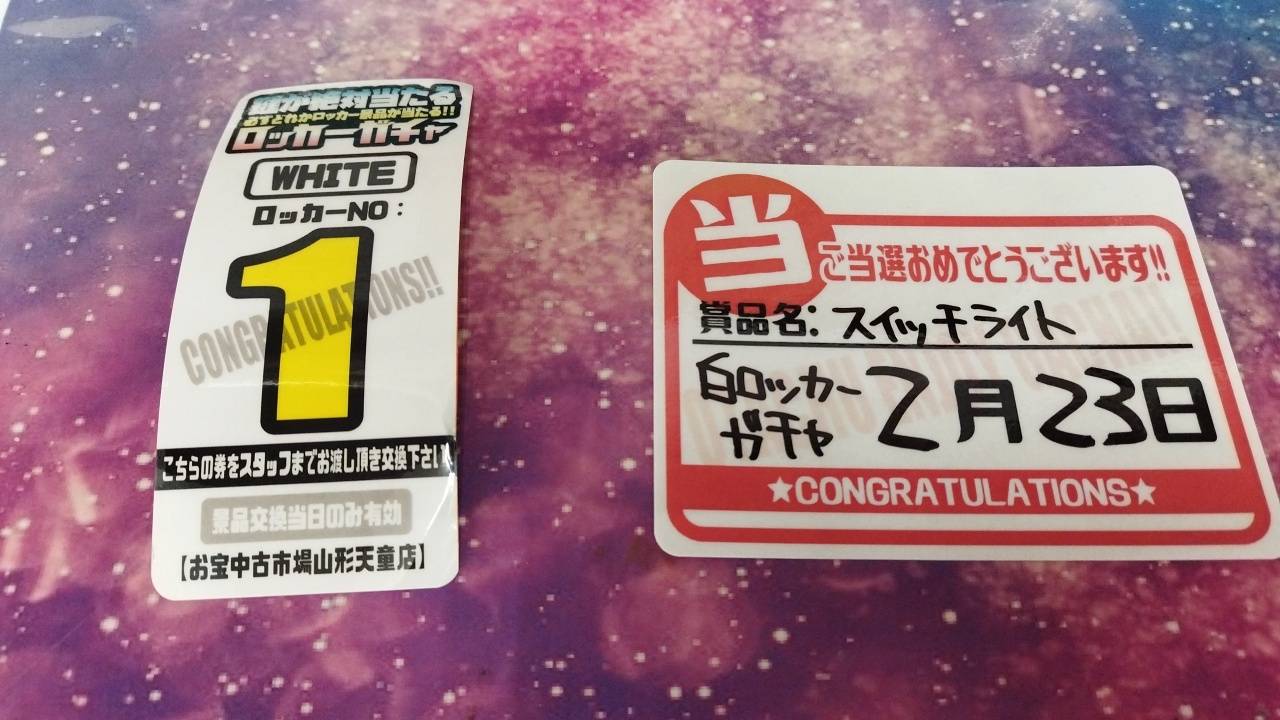 鍵が絶対当たる
必ずどれかロッカー景品が当たる!!
ロッカーガチャ
WHITE
ロッカーNO:
1
CONGRATULATIONS!!
こちらの券をスタッフまでお渡し頂き交換下さい
景品交換当日のみ有効
【お宝中古市場山形天童店】
当
ご当選おめでとうございます!!
賞品名: スイッチライト
白ロッカー
ガチャ
2月23日
★CONGRATULATIONS★